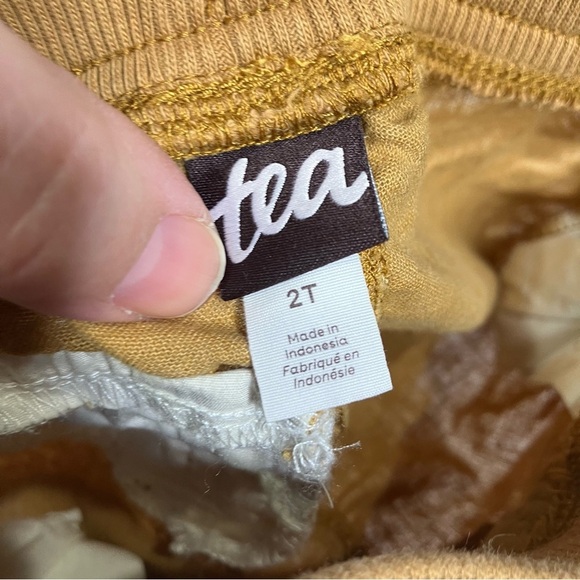 tea
2T
Made in
Indonesia
Fabriqué en
Indonésie